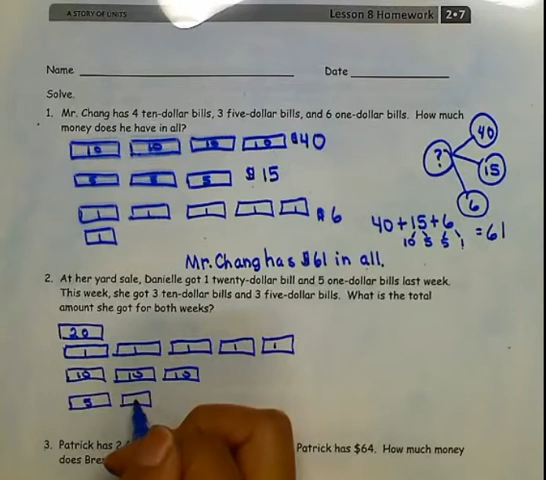 A STORY OF UNITS
Lesson 8 Homework 2•7
Name
Date
Solve.
1. Mr. Chang has 4 ten-dollar bills, 3 five-dollar bills, and 6 one-dollar bills. How much
money does he have in all?
10 10 10 10 $40
5 5 5 $15
1 1 1 1 1 $6
1
? 40
15
6
40+15+6 =61
10 5 5 1
Mr. Chang has $61 in all.
2. At her yard sale, Danielle got 1 twenty-dollar bill and 5 one-dollar bills last week.
This week, she got 3 ten-dollar bills and 3 five-dollar bills. What is the total
amount she got for both weeks?
20
1 1 1 1 1
10 10 10
5
3. Patrick has 2 Patrick has $64. How much money
does